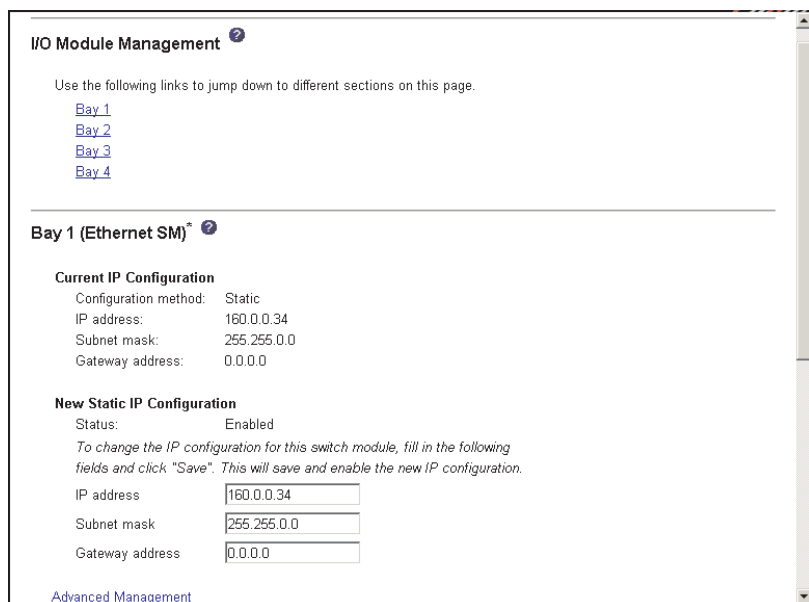 I/O Module Management ?
Use the following links to jump down to different sections on this page.
Bay 1
Bay 2
Bay 3
Bay 4
Bay 1 (Ethernet SM)* ?
Current IP Configuration
Configuration method: Static
IP address: 160.0.0.34
Subnet mask: 255.255.0.0
Gateway address: 0.0.0.0
New Static IP Configuration
Status: Enabled
To change the IP configuration for this switch module, fill in the following
fields and click "Save". This will save and enable the new IP configuration.
IP address 160.0.0.34
Subnet mask 255.255.0.0
Gateway address 0.0.0.0
Advanced Management